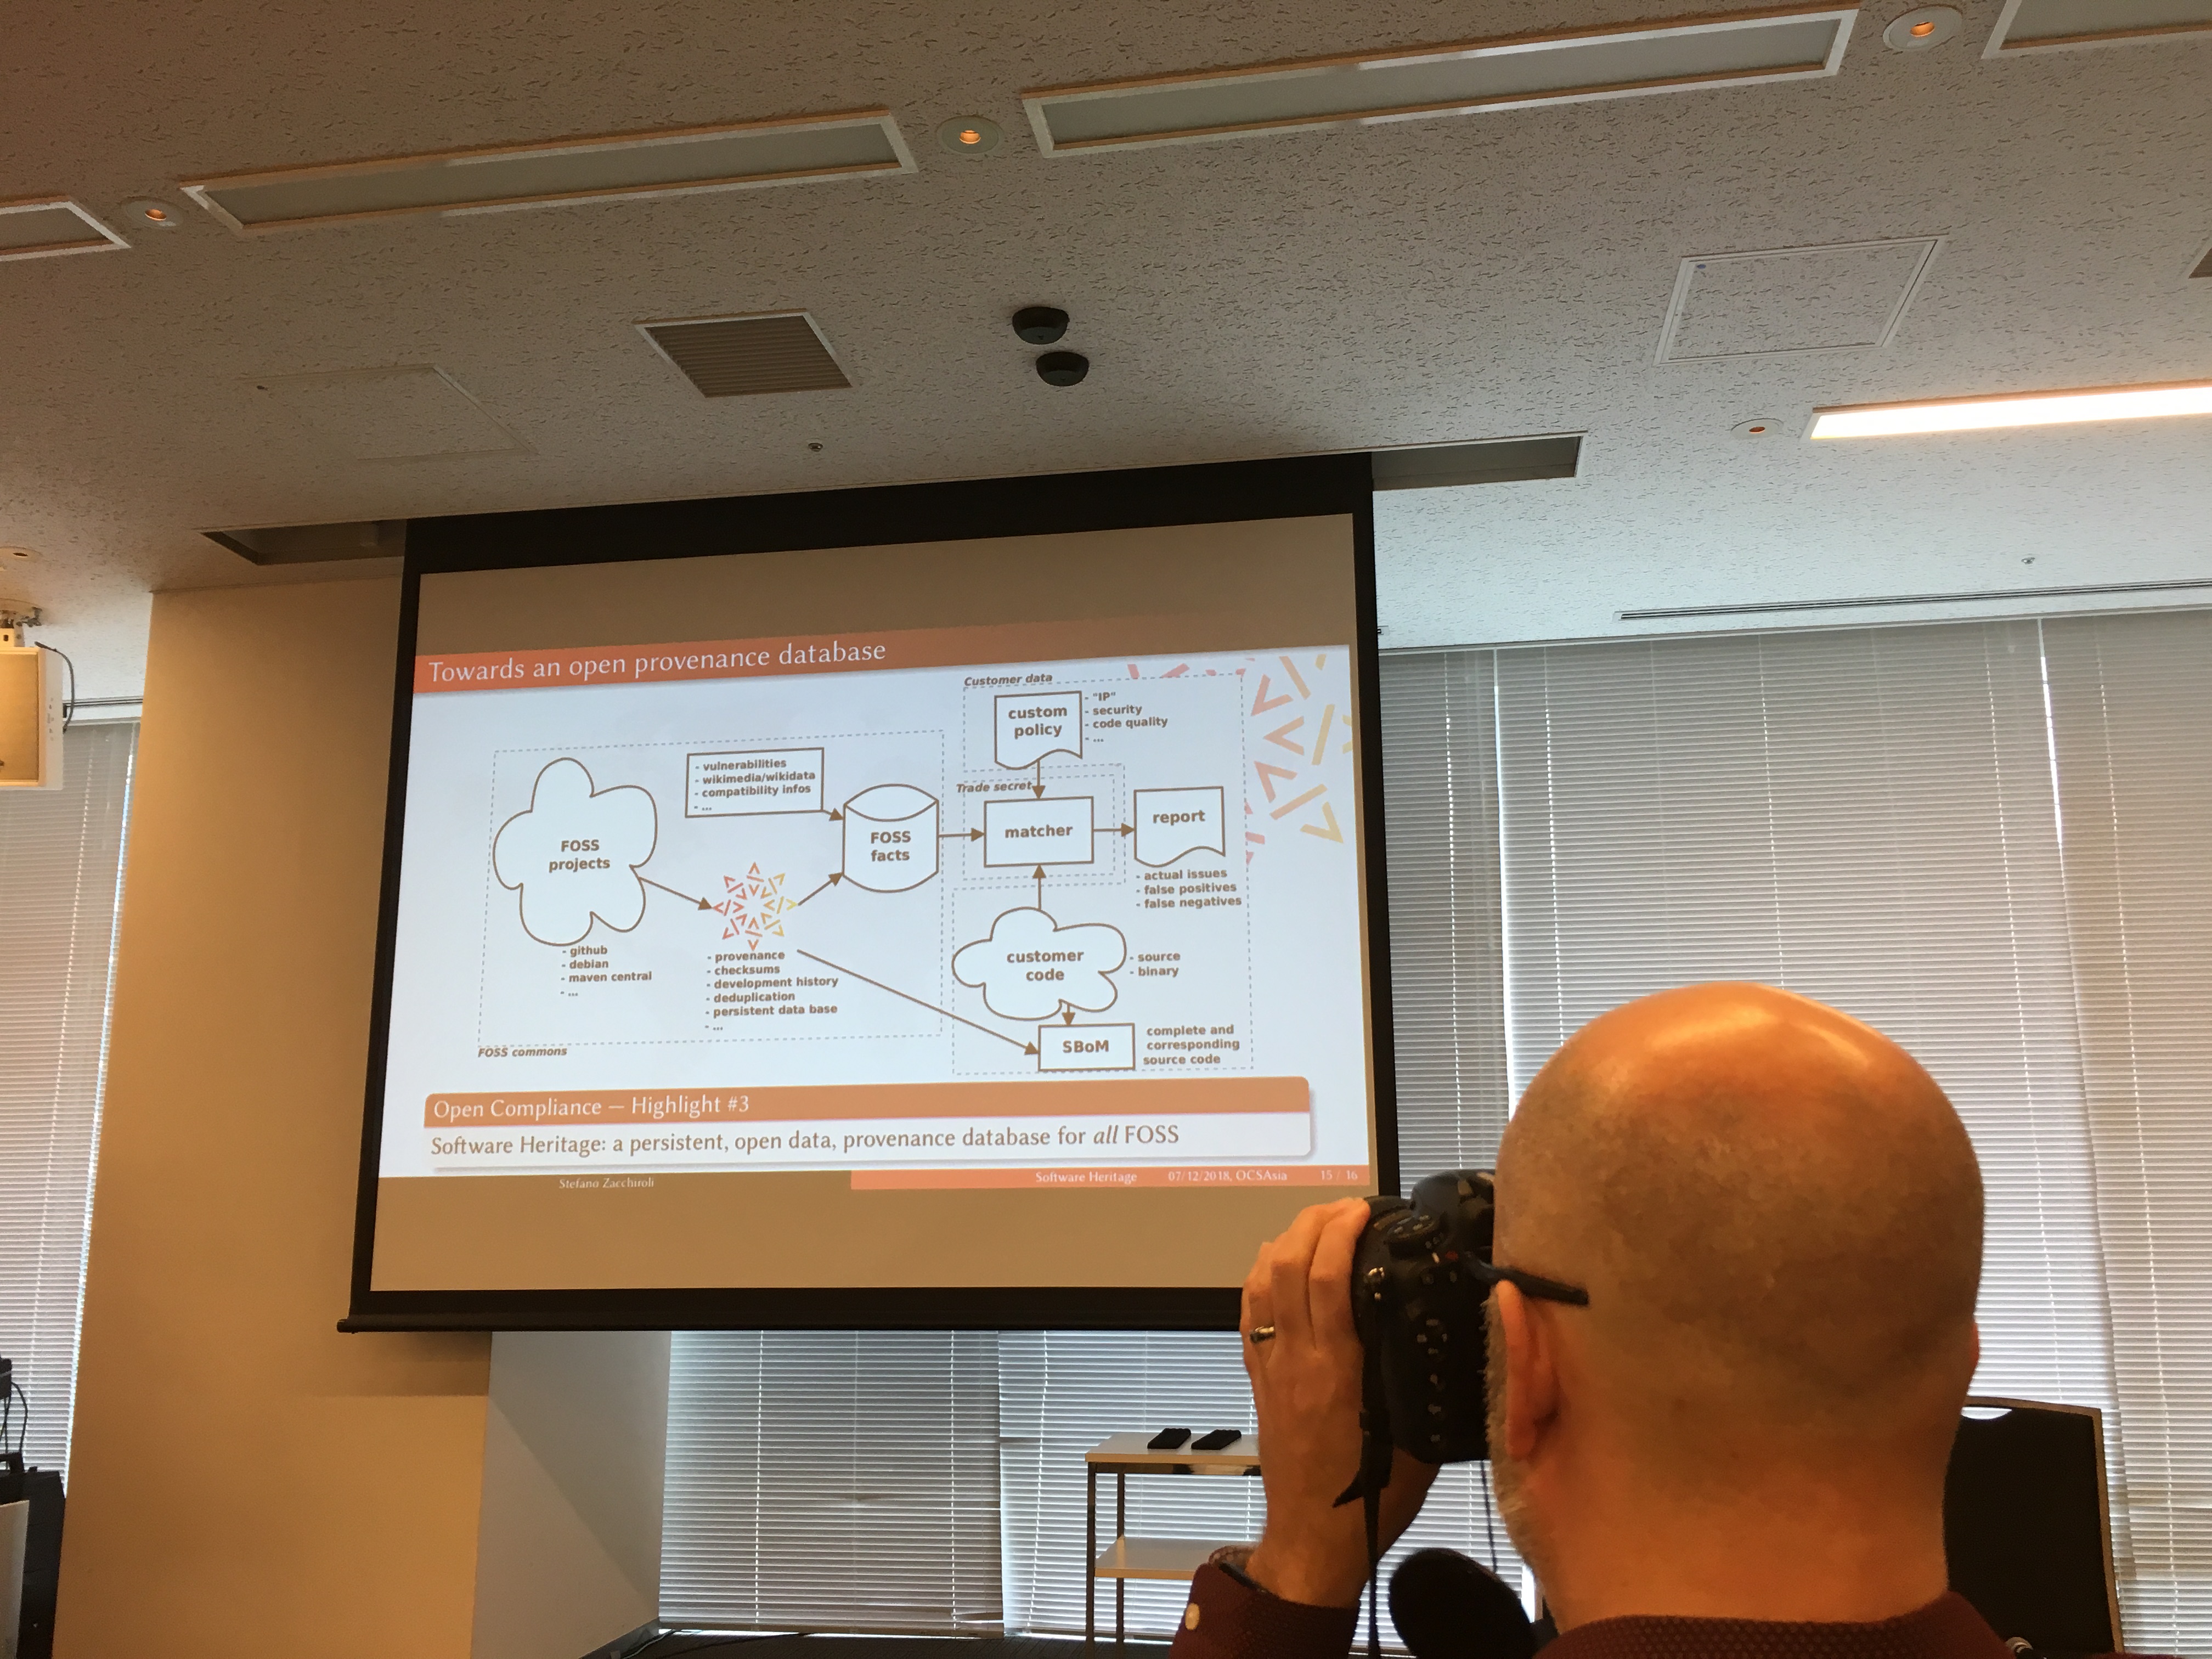 Towards an open provenance database
Customer data
custom
policy
- "IP"
- security
- code quality
- ...
- vulnerabilities
- wikimedia/wikidata
- compatibility infos
- ...
Trade secret
FOSS
projects
FOSS
facts
matcher
report
- actual issues
- false positives
- false negatives
- github
- debian
- maven central
- ...
- provenance
- checksums
- development history
- deduplication
- persistent data base
- ...
customer
code
- source
- binary
SBoM
complete and
corresponding
source code
FOSS commons
Open Compliance — Highlight #3
Software Heritage: a persistent, open data, provenance database for all FOSS
Stefano Zacchiroli
Software Heritage 07/12/2018, OCSAsia 15 / 16